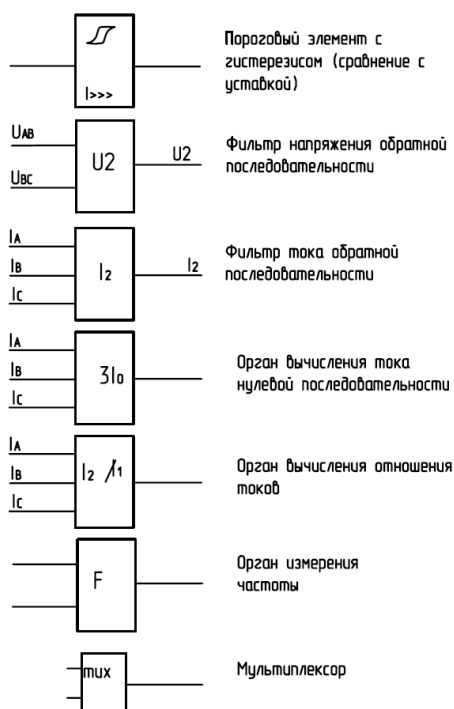 I>>>
Пороговый элемент с
гистерезисом (сравнение с
уставкой)
UAB
UBC
U2
U2
Фильтр напряжения обратной
последовательности
IA
IB
IC
I2
I2
Фильтр тока обратной
последовательности
IA
IB
IC
3I0
Орган вычисления тока
нулевой последовательности
IA
IB
IC
I2 /I1
Орган вычисления отношения
токов
F
Орган измерения
частоты
mux
Мультиплексор